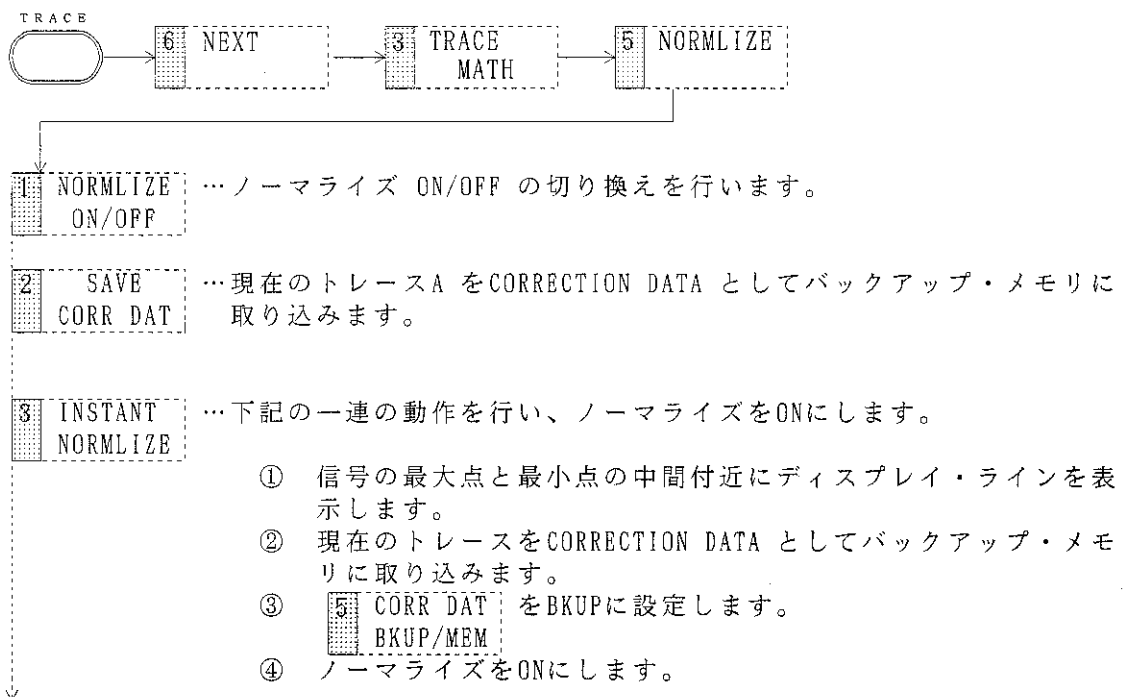 TRACE
6 NEXT
3 TRACE
MATH
5 NORMLIZE
1 NORMLIZE
ON/OFF
…ノーマライズ ON/OFF の切り換えを行います。
2 SAVE
CORR DAT
…現在のトレースA をCORRECTION DATA としてバックアップ・メモリに
取り込みます。
3 INSTANT
NORMLIZE
…下記の一連の動作を行い、ノーマライズをONにします。
① 信号の最大点と最小点の中間付近にディスプレイ・ラインを表
示します。
② 現在のトレースをCORRECTION DATA としてバックアップ・メモ
リに取り込みます。
③ 5 CORR DAT をBKUPに設定します。
BKUP/MEM
④ ノーマライズをONにします。